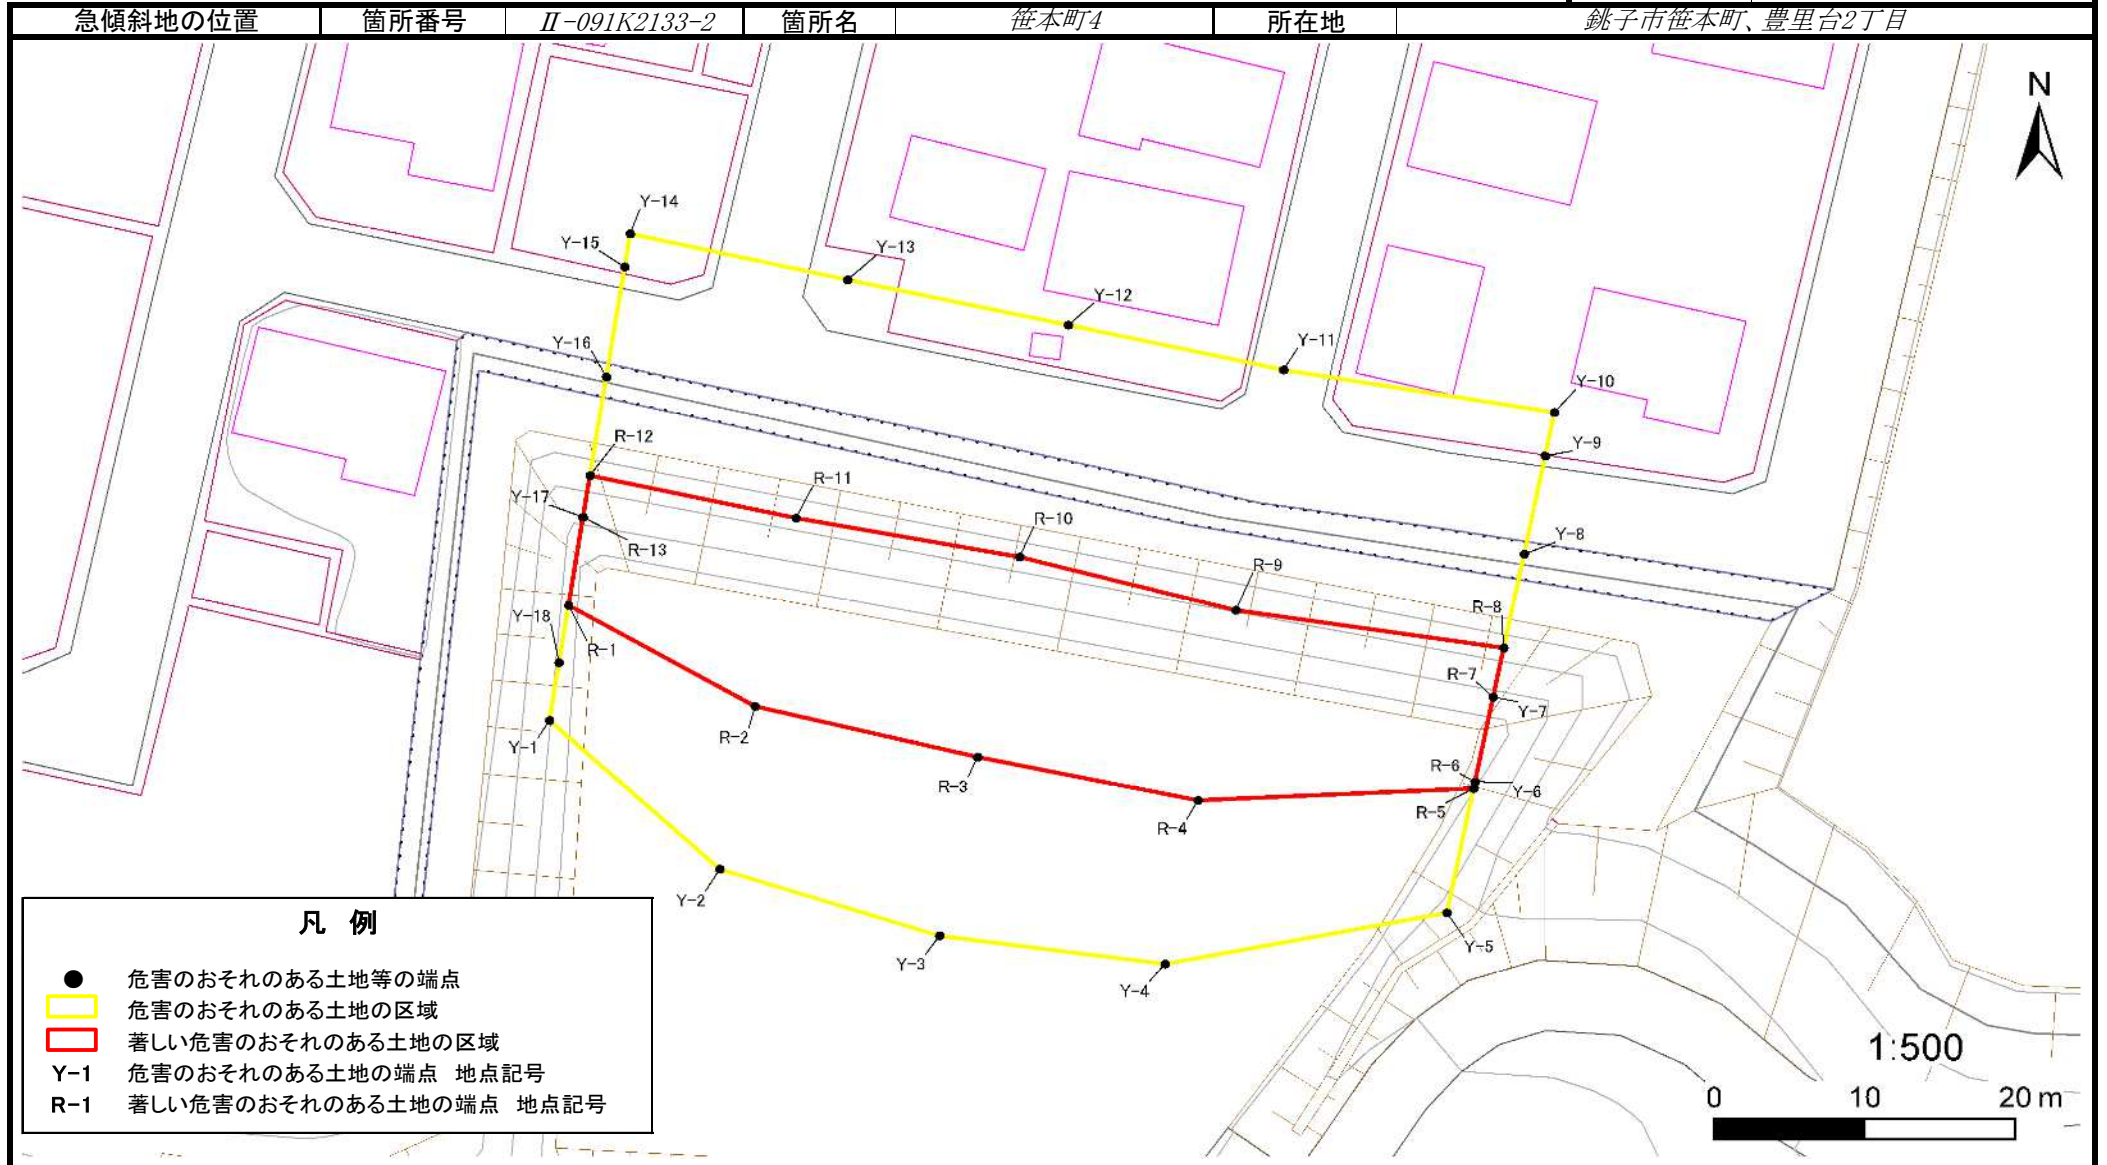 急傾斜地の位置 箇所番号 Ⅱ-091K2133-2 箇所名 笹本町4 所在地 銚子市笹本町、豊里台2丁目
N
Y-14
Y-15
Y-13
Y-12
Y-16
Y-11
Y-10
R-12
Y-9
R-11
Y-17
R-10
R-13
Y-8
R-9
R-8
Y-18
R-1
R-7
Y-7
R-2
Y-1
R-6
R-3
Y-6
R-5
R-4
Y-2
Y-5
Y-3
Y-4
凡 例
危害のおそれのある土地等の端点
危害のおそれのある土地の区域
著しい危害のおそれのある土地の区域
Y-1 危害のおそれのある土地の端点 地点記号
R-1 著しい危害のおそれのある土地の端点 地点記号
1:500
0 10 20 m